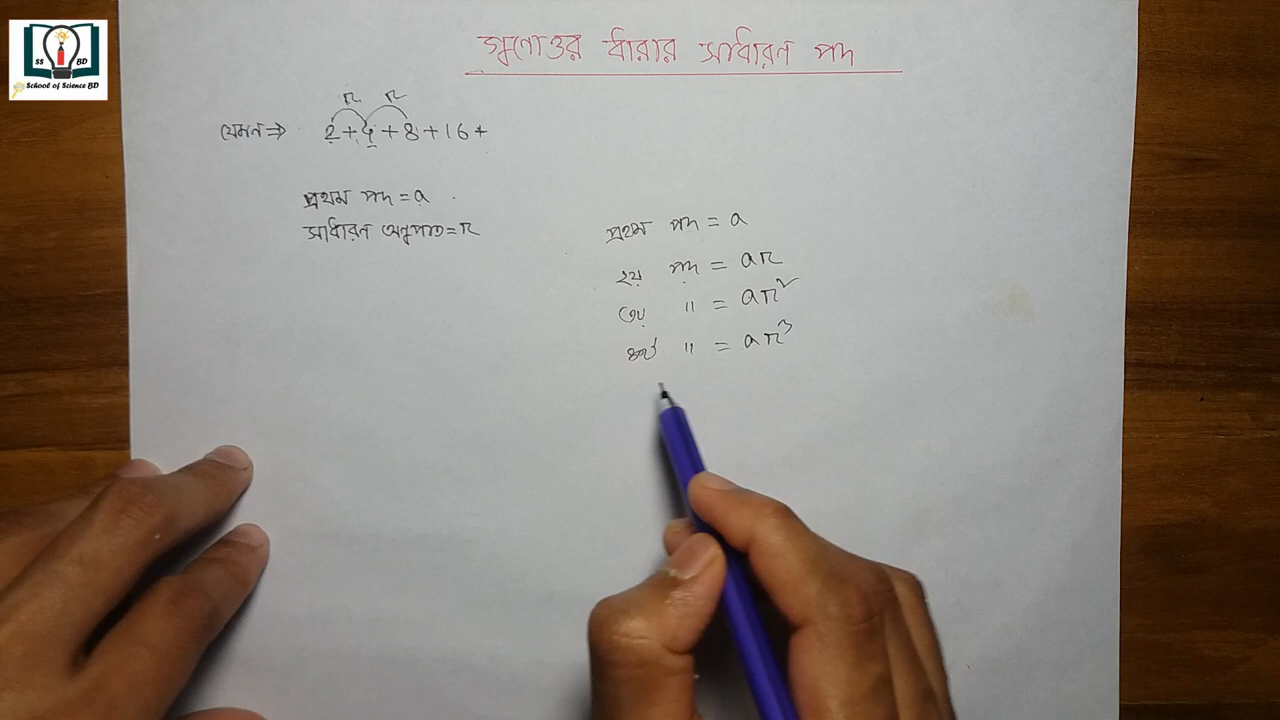 SS BD
School of Science BD
গুণোত্তর ধারার সাধারণ পদ
r r
যেমন⇒ 2+4+8+16+
প্রথম পদ = a
সাধারণ অনুপাত = r
প্রথম পদ = a
২য় পদ = ar
৩য় " = ar²
৪র্থ " = ar³